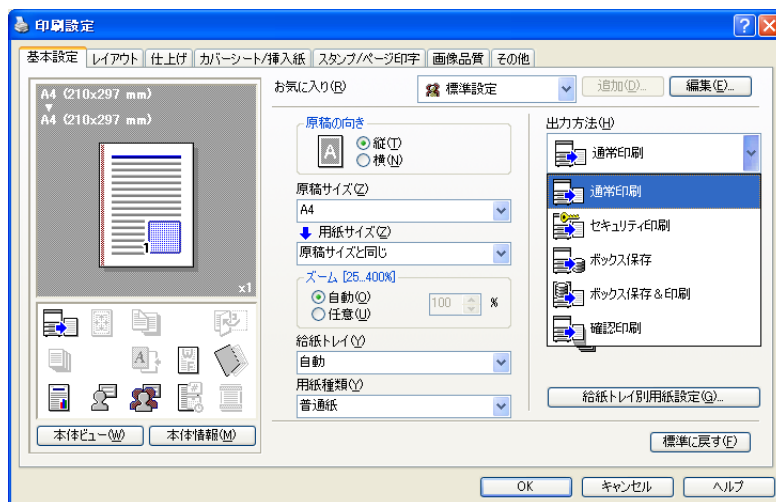 印刷設定
基本設定 レイアウト 仕上げ カバーシート/挿入紙 スタンプ/ページ印字 画像品質 その他
A4 (210x297 mm)
A4 (210x297 mm)
1
x1
本体ビュー(W) 本体情報(M)
お気に入り(R) 標準設定 追加(D)... 編集(E)...
原稿の向き
A
縦(T)
横(N)
原稿サイズ(Z)
A4
用紙サイズ(Z)
原稿サイズと同じ
ズーム [25...400%]
自動(O)
任意(U)
100 %
給紙トレイ(Y)
自動
用紙種類(Y)
普通紙
出力方法(H)
通常印刷
通常印刷
セキュリティ印刷
ボックス保存
ボックス保存&印刷
確認印刷
給紙トレイ別用紙設定(G)...
標準に戻す(F)
OK キャンセル ヘルプ